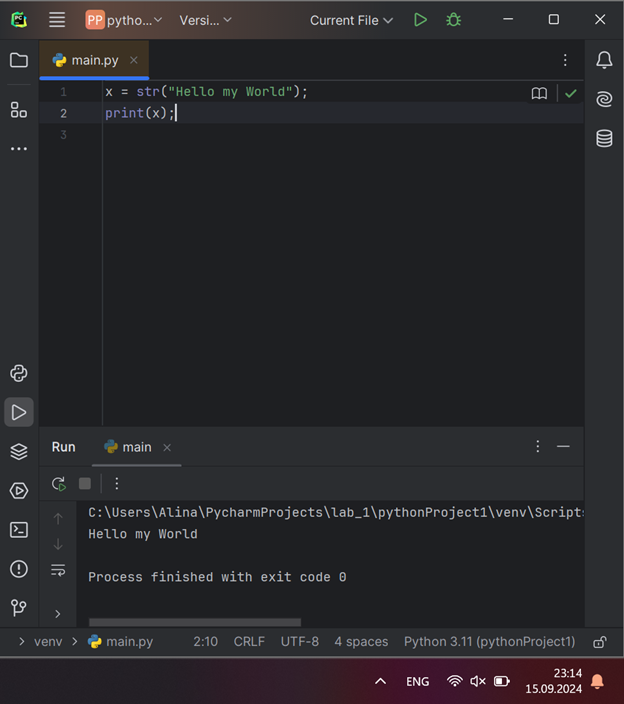 PC
PP pytho... Versi... Current File
main.py
1 x = str("Hello my World");
2 print(x);
3
Run main
C:\Users\Alina\PycharmProjects\lab_1\pythonProject1\venv\Script
Hello my World
Process finished with exit code 0
venv main.py 2:10 CRLF UTF-8 4 spaces Python 3.11 (pythonProject1)
ENG
23:14
15.09.2024